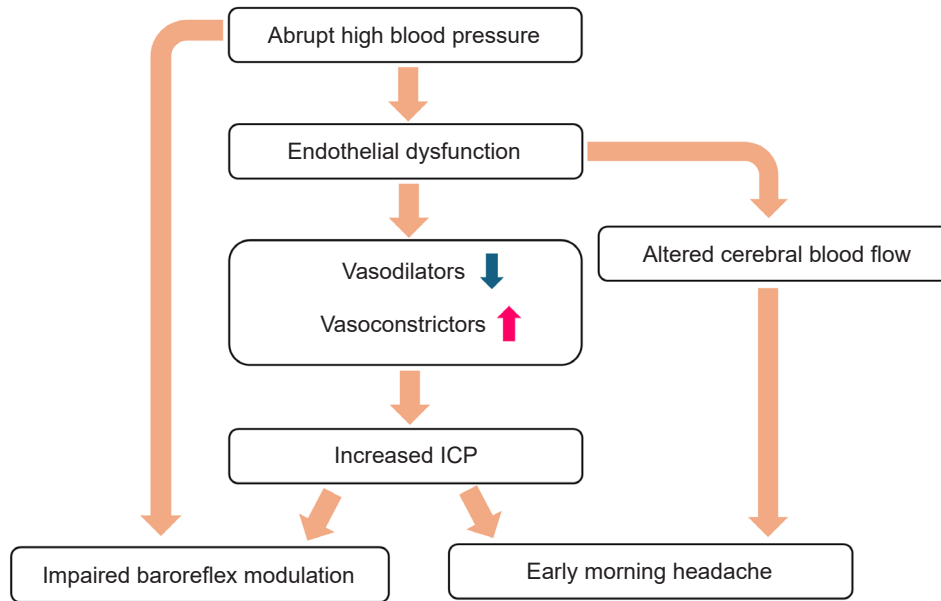 Abrupt high blood pressure
Endothelial dysfunction
Vasodilators
Vasoconstrictors
Altered cerebral blood flow
Increased ICP
Impaired baroreflex modulation
Early morning headache